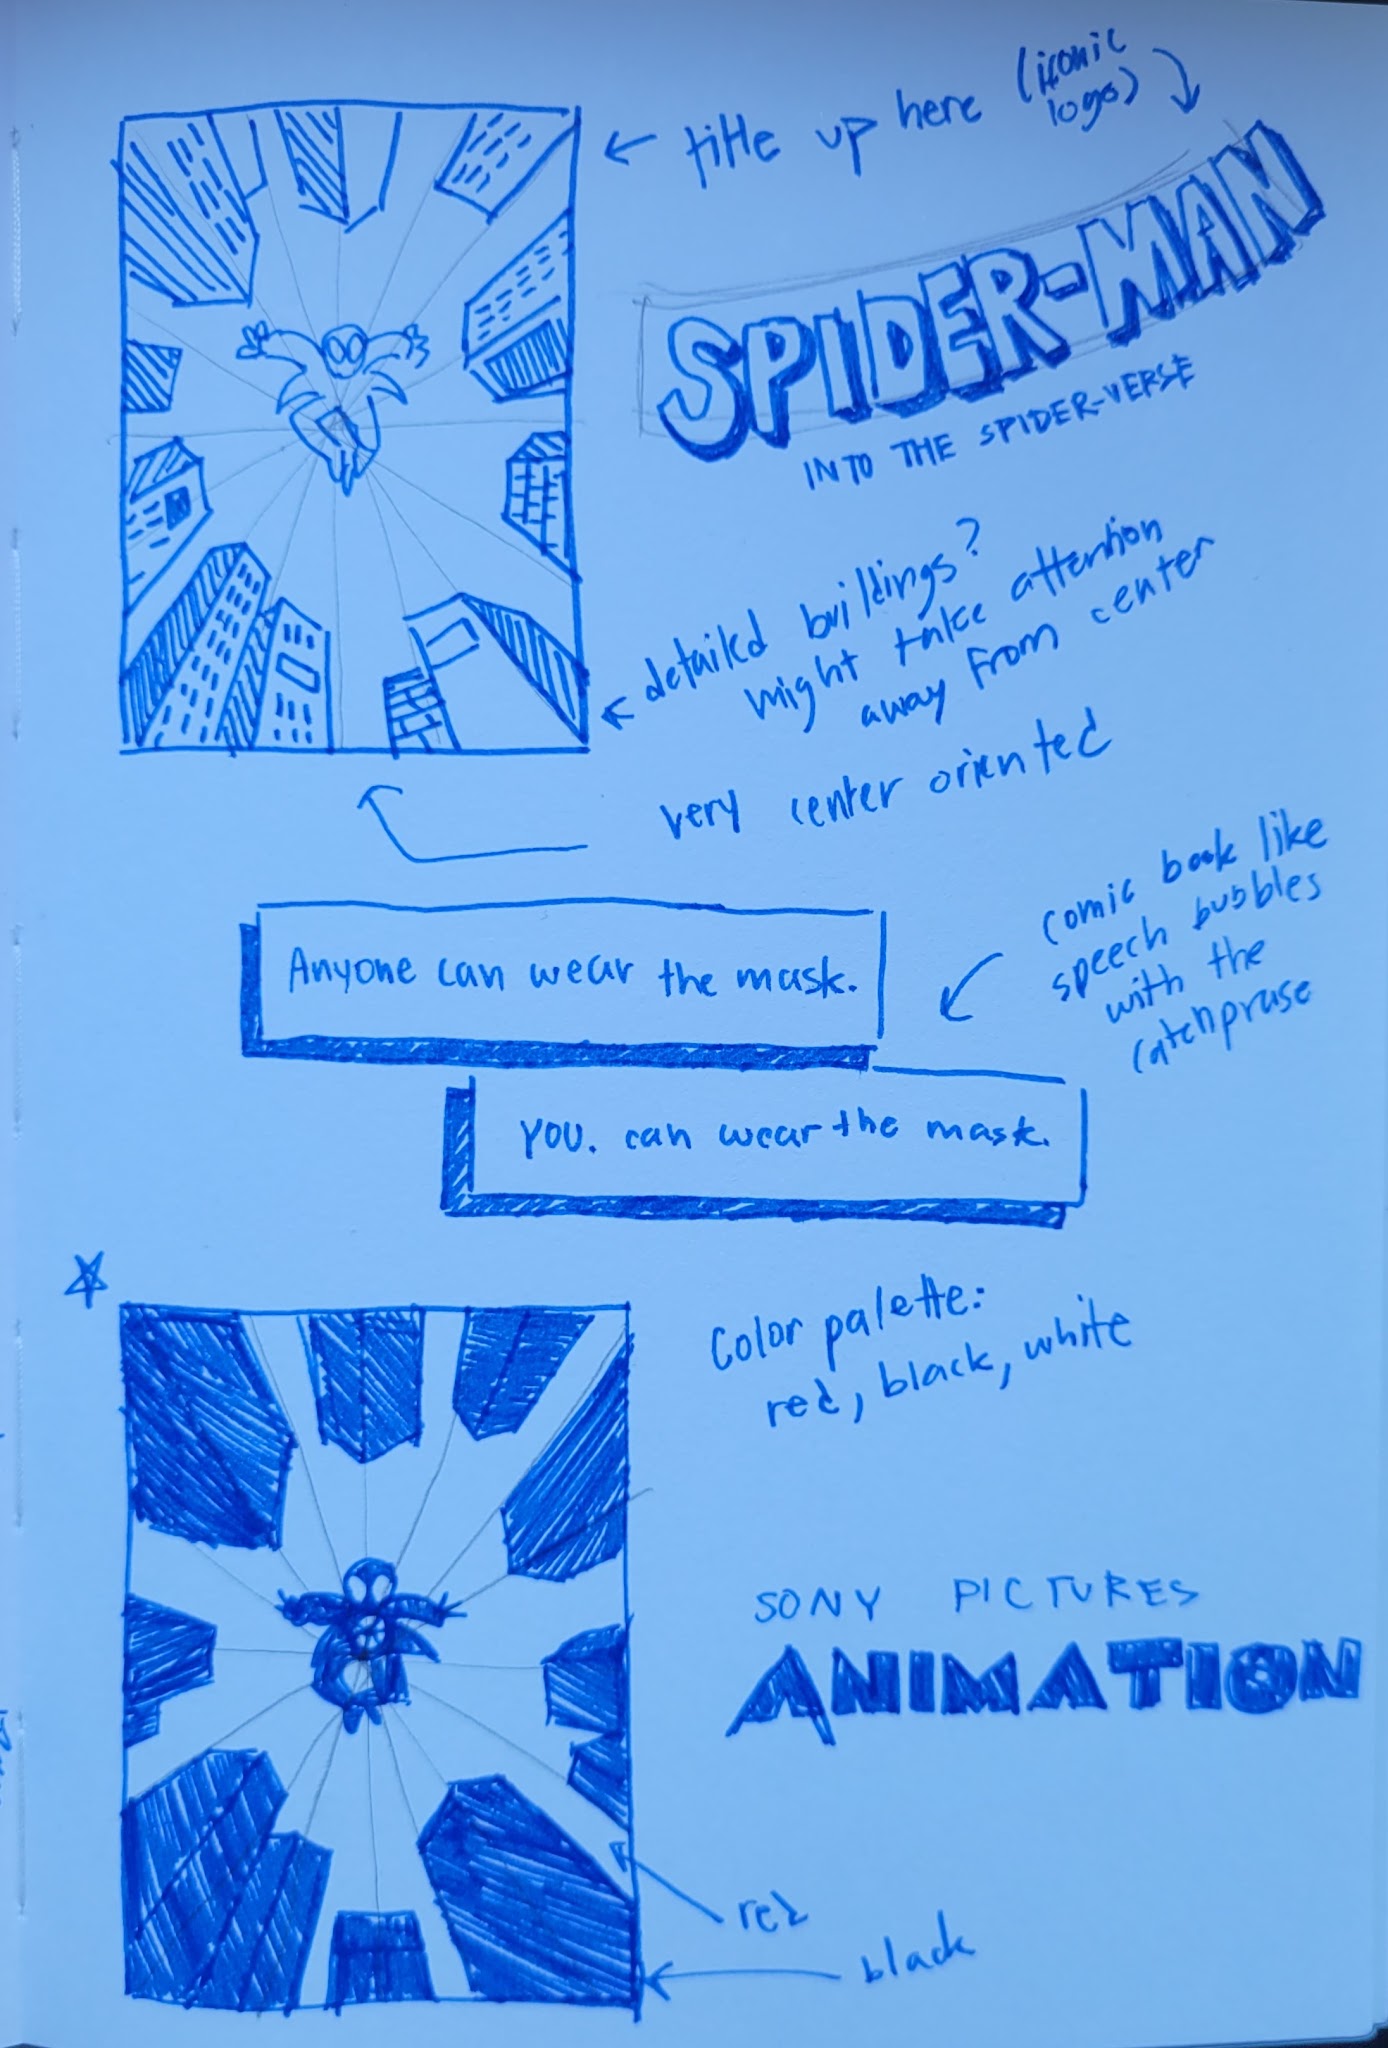 ← title up here (iconic
logo)
SPIDER-MAN
INTO THE SPIDER-VERSE
detailed buildings?
might take attention
away from center
very center oriented
comic book like
speech bubbles
with the
catchprase
Anyone can wear the mask.
YOU. can wear the mask.
Color palette:
red, black, white
SONY PICTURES
ANIMATION
red
black